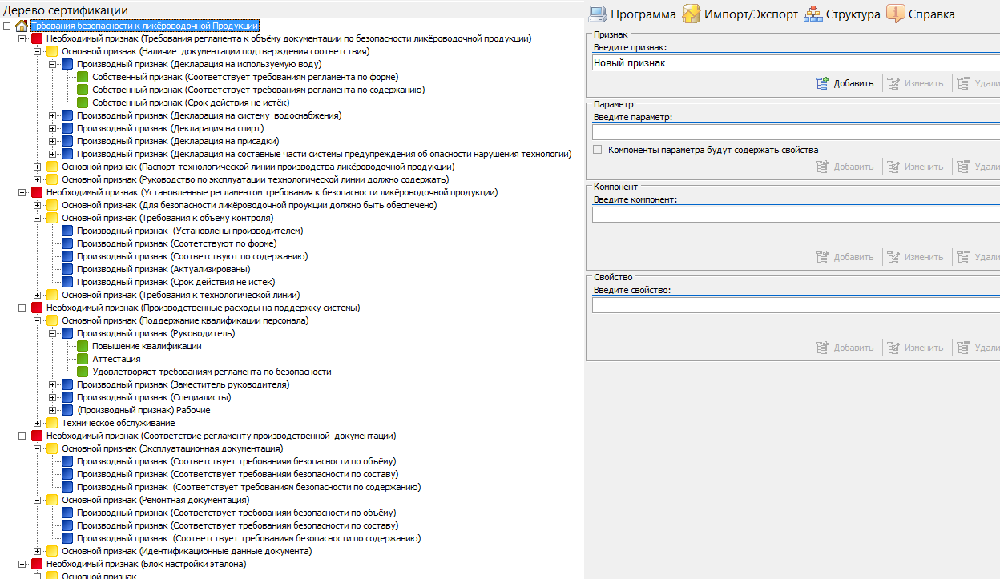 Дерево сертификации
Трбования безопасности к ликёроводочной Продукции
Необходимый признак (Требования регламента к объёму документации по безопасности ликёроводочной продукции)
Основной признак (Наличие документации подтверждения соответствия)
Производный признак (Декларация на используемую воду)
Собственный признак (Соответствует требованиям регламента по форме)
Собственный признак (Соответствует требованиям регламента по содержанию)
Собственный признак (Срок действия не истёк)
Производный признак (Декларация на систему водоснабжения)
Производный признак (Декларация на спирт)
Производный признак (Декларация на присадки)
Производный признак (Декларация на составные части системы предупреждения об опасности нарушения технологии)
Основной признак (Паспорт технологической линии производства ликёроводочной продукции)
Основной признак (Руководство по эксплуатации технологической линии должно содержать)
Необходимый признак (Установленные регламентом требования к безопасности ликёроводочной продукции)
Основной признак (Для безопасности ликёроводочной проукции должно быть обеспечено)
Основной признак (Требования к объёму контроля)
Производный признак (Установлены производителем)
Производный признак (Соотетствуют по форме)
Производный признак (Соответствуют по содержанию)
Производный признак (Актуализированы)
Производный признак (Срок действия не истёк)
Основной признак (Требования к технологической линии)
Необходимый признак (Производственные расходы на поддержку системы)
Основной признак (Поддержание квалификации персонала)
Производный признак (Руководитель)
Повышение квалификации
Аттестация
Удовлетворяет требованиям регламента по безопасности
Производный признак (Заместитель руководителя)
Производный признак (Специалисты)
(Производный признак) Рабочие
Техническое обслуживание
Необходимый признак (Соответствие регламенту производственной документации)
Основной признак (Эксплуатационная документация)
Производный признак (Соответствует требованиям безопасности по объёму)
Производный признак (Соответствует требованиям безопасности по составу)
Производный признак (Соответствует требованиям безопасности по содержанию)
Основной признак (Ремонтная документация)
Производный признак (Соответствует требованиям безопасности по объёму)
Производный признак (Соответствует требованиям безопасности по составу)
Производный признак (Соответствует требованиям безопасности по содержанию)
Основной признак (Идентификационные данные документа)
Необходимый признак (Блок настройки эталона)
Основной признак
Программа Импорт/Экспорт Структура Справка
Признак
Введите признак:
Новый признак
Добавить Изменить Удали
Параметр
Введите параметр:
Компоненты параметра будут содержать свойства
Добавить Изменить Удали
Компонент
Введите компонент:
Добавить Изменить Удали
Свойство
Введите свойство:
Добавить Изменить Удали